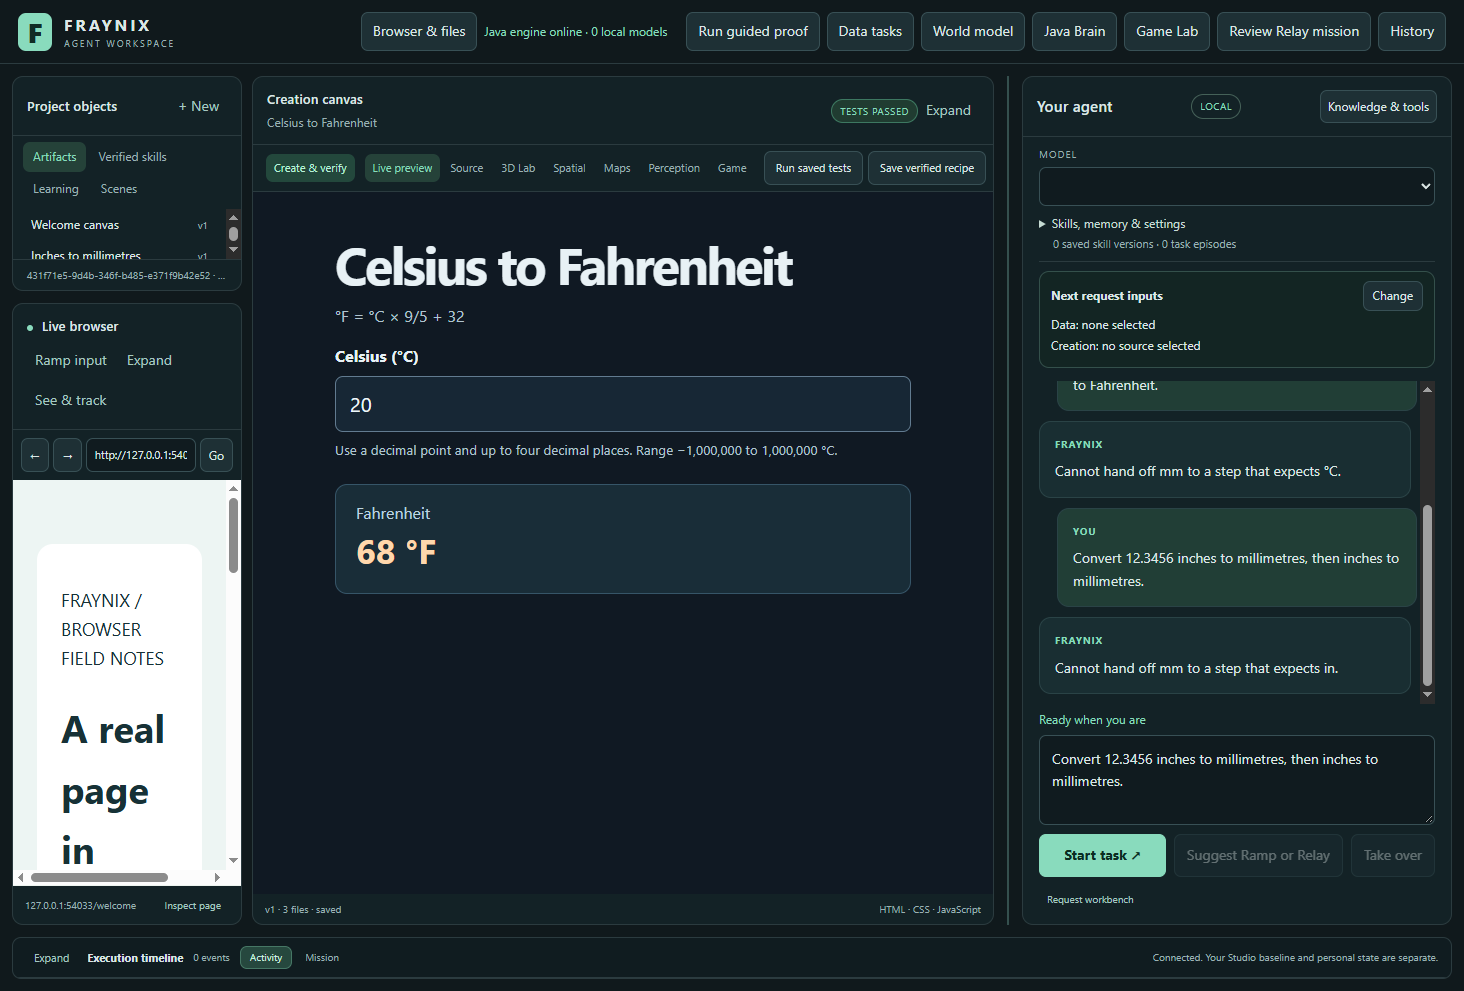 F
FRAYNIX
AGENT WORKSPACE
Browser & files
Java engine online · 0 local models
Run guided proof
Data tasks
World model
Java Brain
Game Lab
Review Relay mission
History
Project objects
+ New
Artifacts
Verified skills
Learning
Scenes
Welcome canvas
v1
Inches to millimetres
v1
431f71e5-9d4b-346f-b485-e371f9b42e52 · ...
Live browser
Ramp input
Expand
See & track
←
→
http://127.0.0.1:540
Go
FRAYNIX /
BROWSER
FIELD NOTES
A real
page
in
127.0.0.1:54033/welcome
Inspect page
Creation canvas
Celsius to Fahrenheit
TESTS PASSED
Expand
Create & verify
Live preview
Source
3D Lab
Spatial
Maps
Perception
Game
Run saved tests
Save verified recipe
Celsius to Fahrenheit
°F = °C × 9/5 + 32
Celsius (°C)
20
Use a decimal point and up to four decimal places. Range −1,000,000 to 1,000,000 °C.
Fahrenheit
68 °F
v1 · 3 files · saved
HTML · CSS · JavaScript
Your agent
LOCAL
Knowledge & tools
MODEL
Skills, memory & settings
0 saved skill versions · 0 task episodes
Next request inputs
Change
Data: none selected
Creation: no source selected
to Fahrenheit.
FRAYNIX
Cannot hand off mm to a step that expects °C.
YOU
Convert 12.3456 inches to millimetres, then inches to
millimetres.
FRAYNIX
Cannot hand off mm to a step that expects in.
Ready when you are
Convert 12.3456 inches to millimetres, then inches to
millimetres.
Start task ↗
Suggest Ramp or Relay
Take over
Request workbench
Expand
Execution timeline
0 events
Activity
Mission
Connected. Your Studio baseline and personal state are separate.